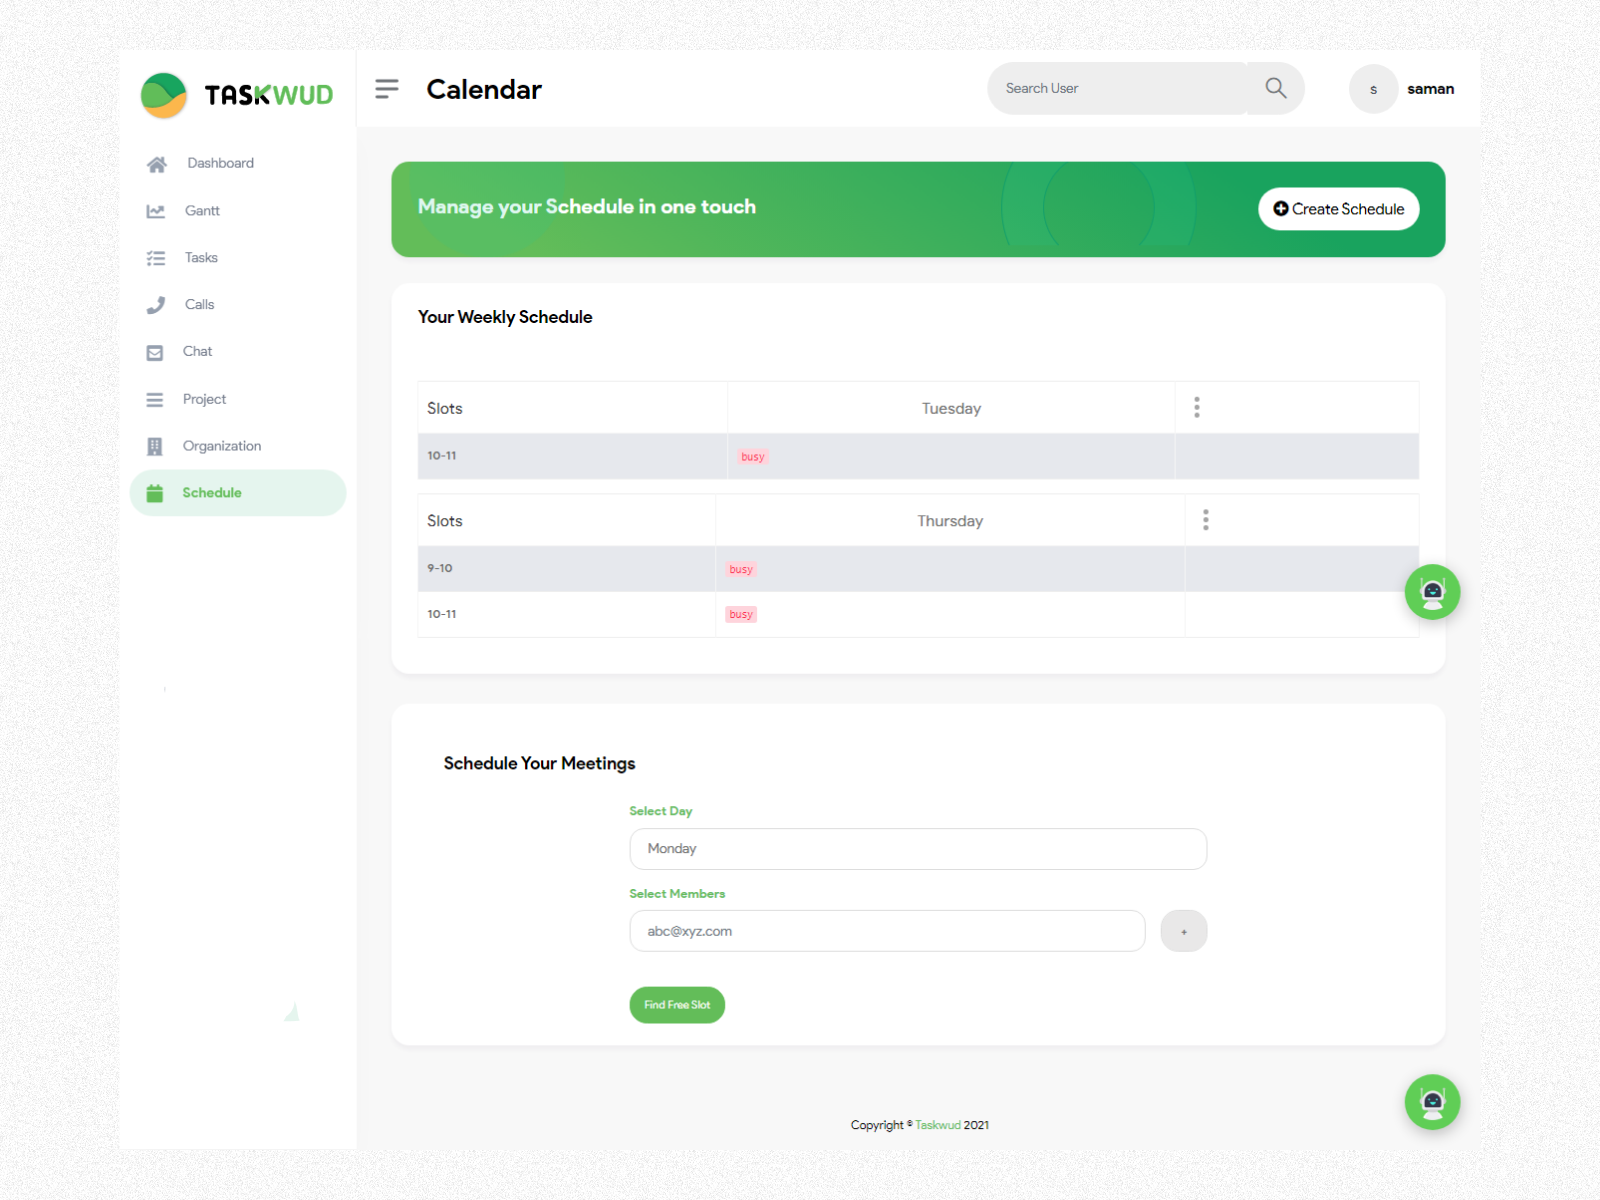 TASKWUD
Calendar
Search User
s
saman
Dashboard
Gantt
Tasks
Calls
Chat
Project
Organization
Schedule
Manage your Schedule in one touch
Create Schedule
Your Weekly Schedule
Slots Tuesday
10-11 busy
Slots Thursday
9-10 busy
10-11 busy
Schedule Your Meetings
Select Day
Monday
Select Members
abc@xyz.com +
Find Free Slot
Copyright © Taskwud 2021